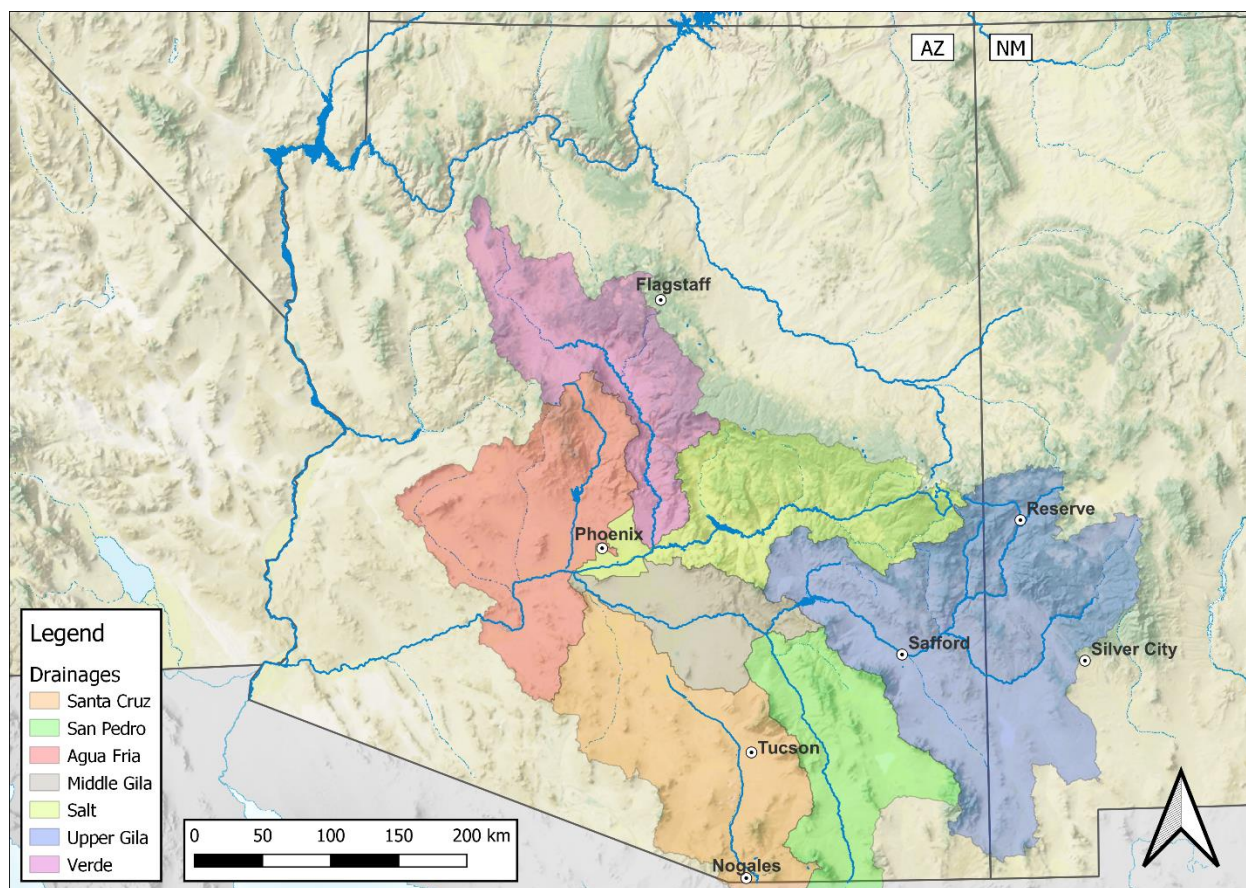 AZ NM
Flagstaff
Reserve
Phoenix
Safford
Silver City
Tucson
Nogales
Legend
Drainages
Santa Cruz
San Pedro
Agua Fria
Middle Gila
Salt
Upper Gila
Verde
0 50 100 150 200 km